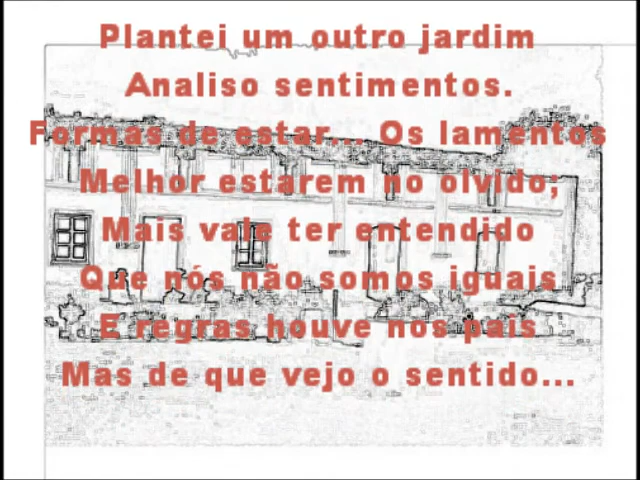 Plantei um outro jardim
Analiso sentimentos.
Formas de estar... Os lamentos
Melhor estarem no olvido;
Mais vale ter entendido
Que nós não somos iguais
E regras houve nos pais
Mas de que vejo o sentido...